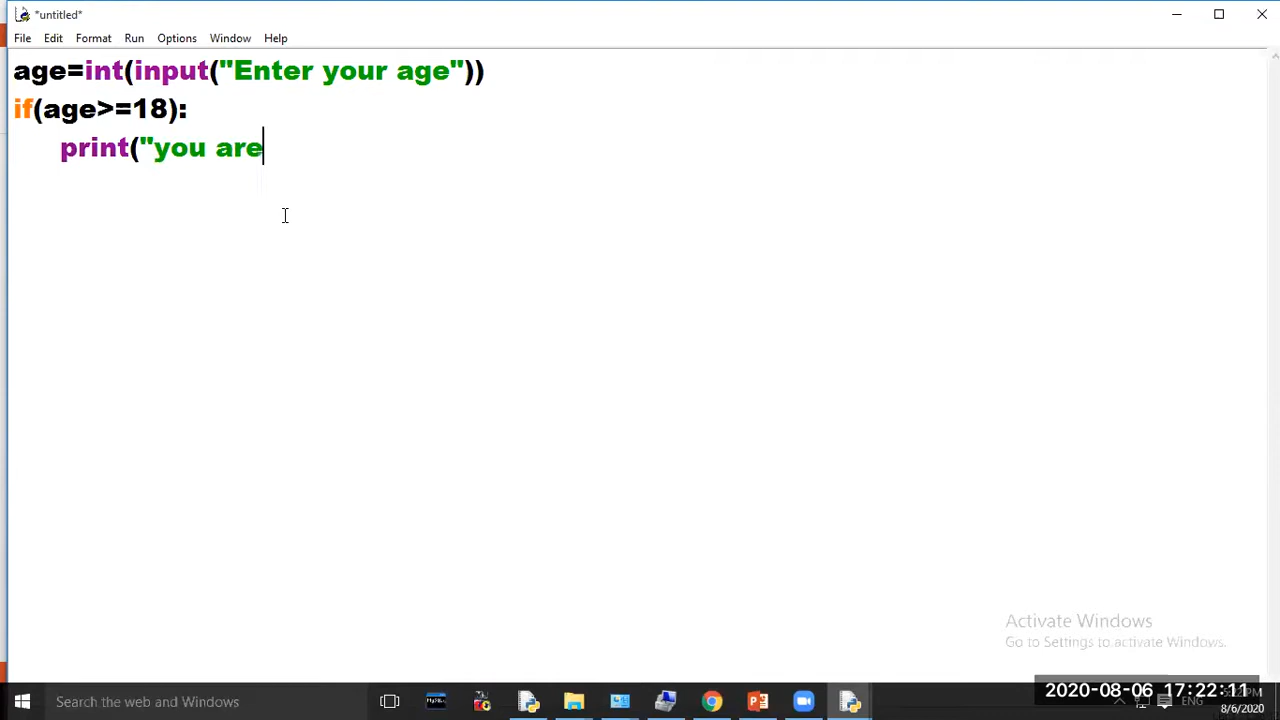 *untitled*
File Edit Format Run Options Window Help
age=int(input("Enter your age"))
if(age>=18):
print("you are
Activate Windows
Go to Settings to activate Windows.
Search the web and Windows
2020-08-06 17:22:11
ENG
8/6/2020